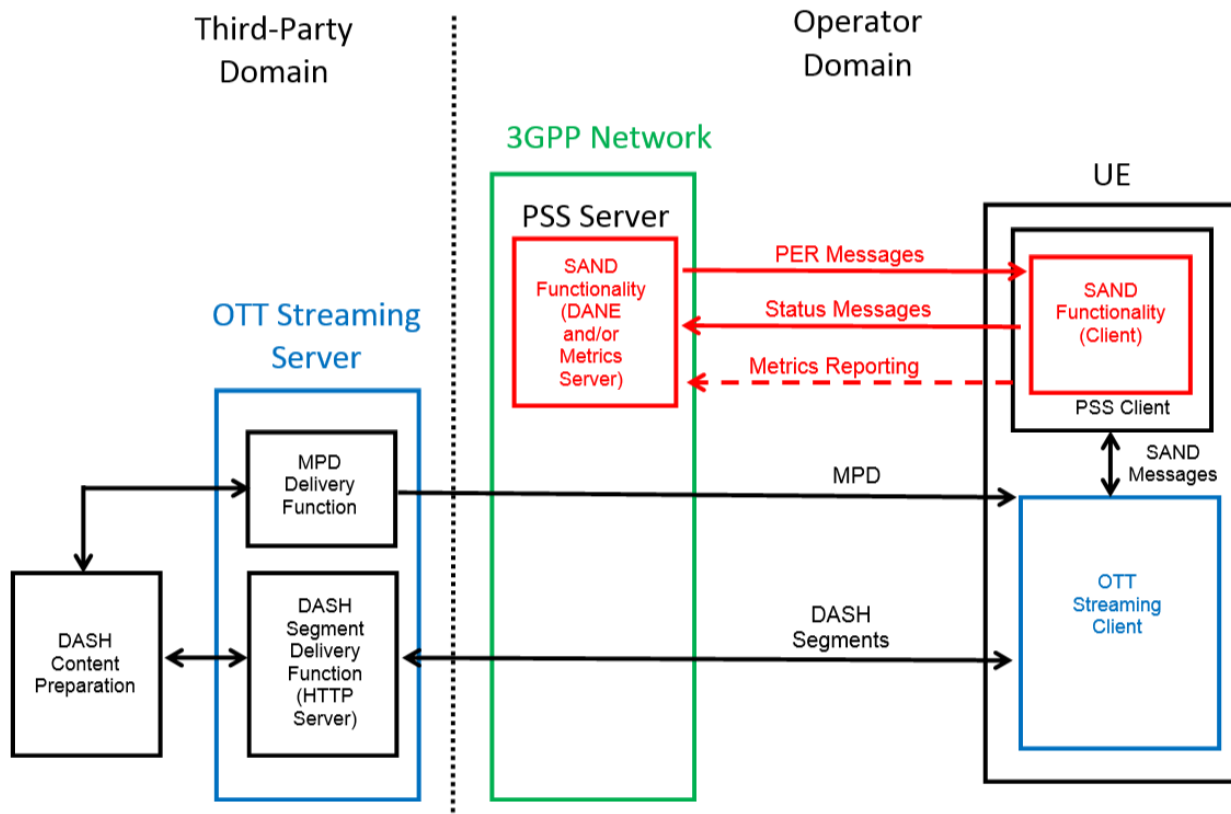 Third-Party
Domain
Operator
Domain
3GPP Network
UE
PSS Server
SAND
Functionality
(DANE
and/or
Metrics
Server)
PER Messages
Status Messages
Metrics Reporting
SAND
Functionality
(Client)
PSS Client
OTT Streaming
Server
MPD
Delivery
Function
MPD
SAND
Messages
DASH
Content
Preparation
DASH
Segment
Delivery
Function
(HTTP
Server)
DASH
Segments
OTT
Streaming
Client